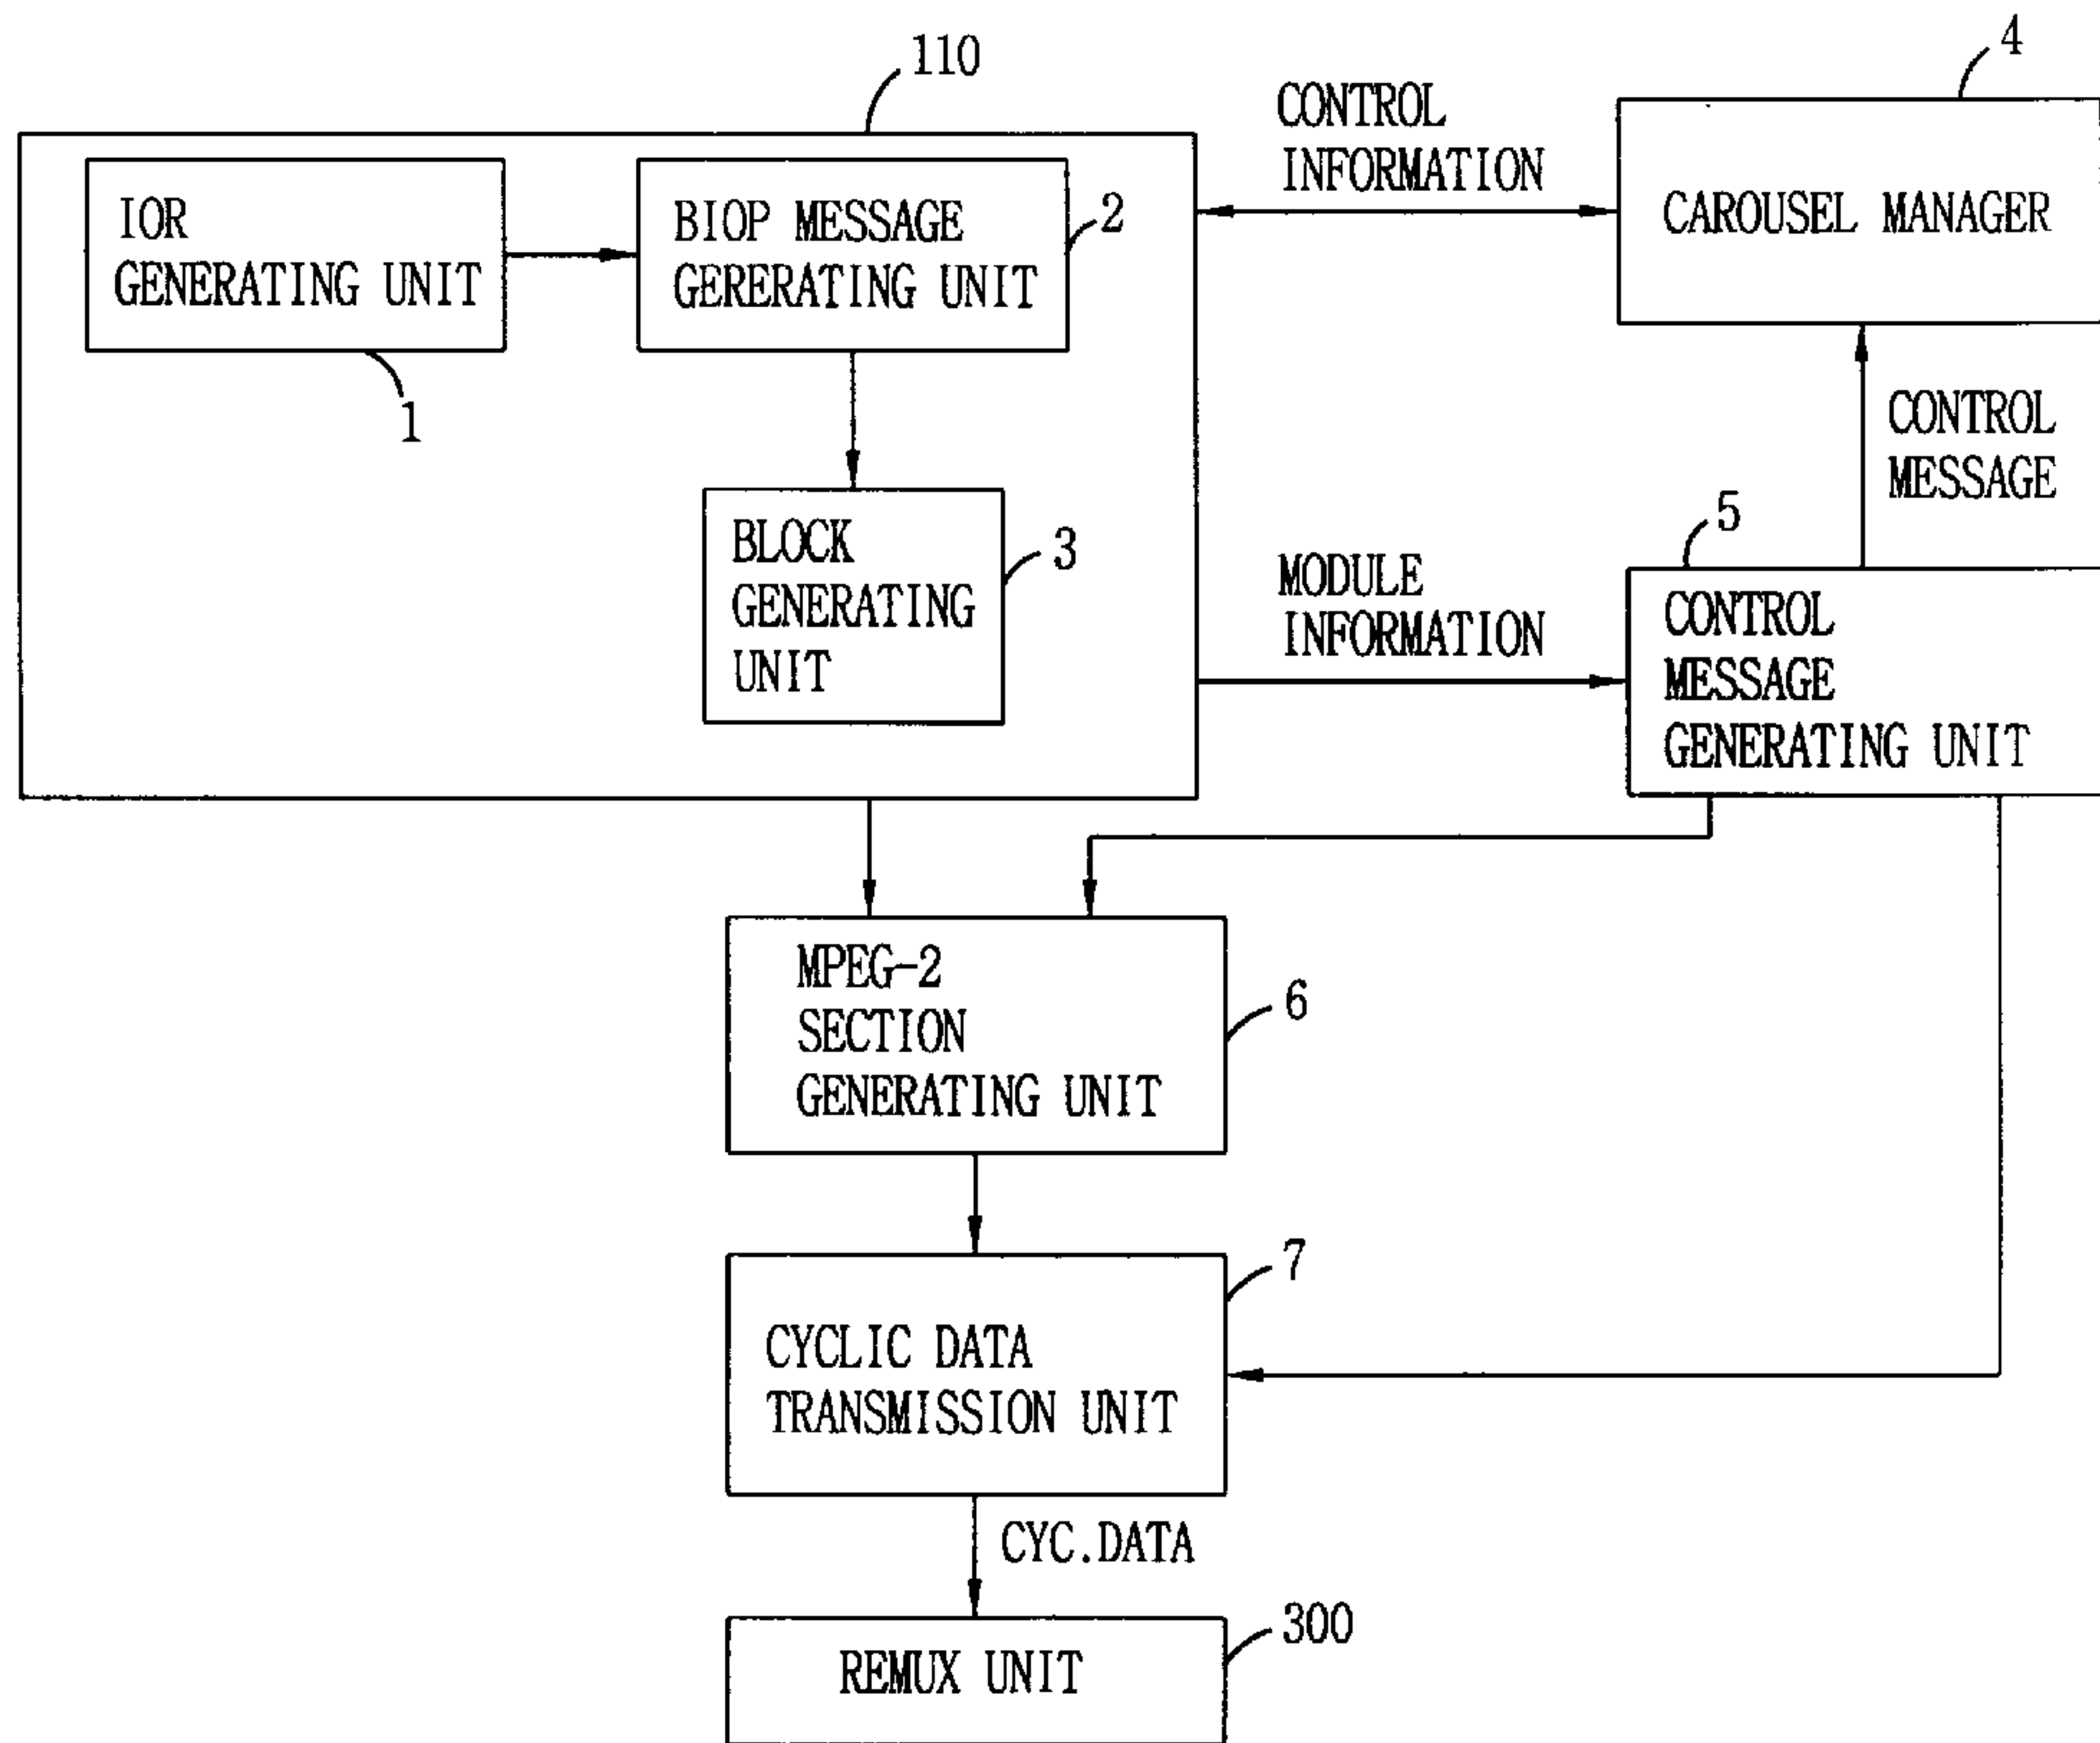 110
4
CONTROL
INFORMATION
IOR
GENERATING UNIT
BIOP MESSAGE
GERERATING UNIT
2
CAROUSEL MANAGER
1
CONTROL
MESSAGE
BLOCK
GENERATING
UNIT
3
5
MODULE
INFORMATION
CONTROL
MESSAGE
GENERATING UNIT
MPEG-2
SECTION
GENERATING UNIT
6
7
CYCLIC DATA
TRANSMISSION UNIT
CYC.DATA
300
REMUX UNIT